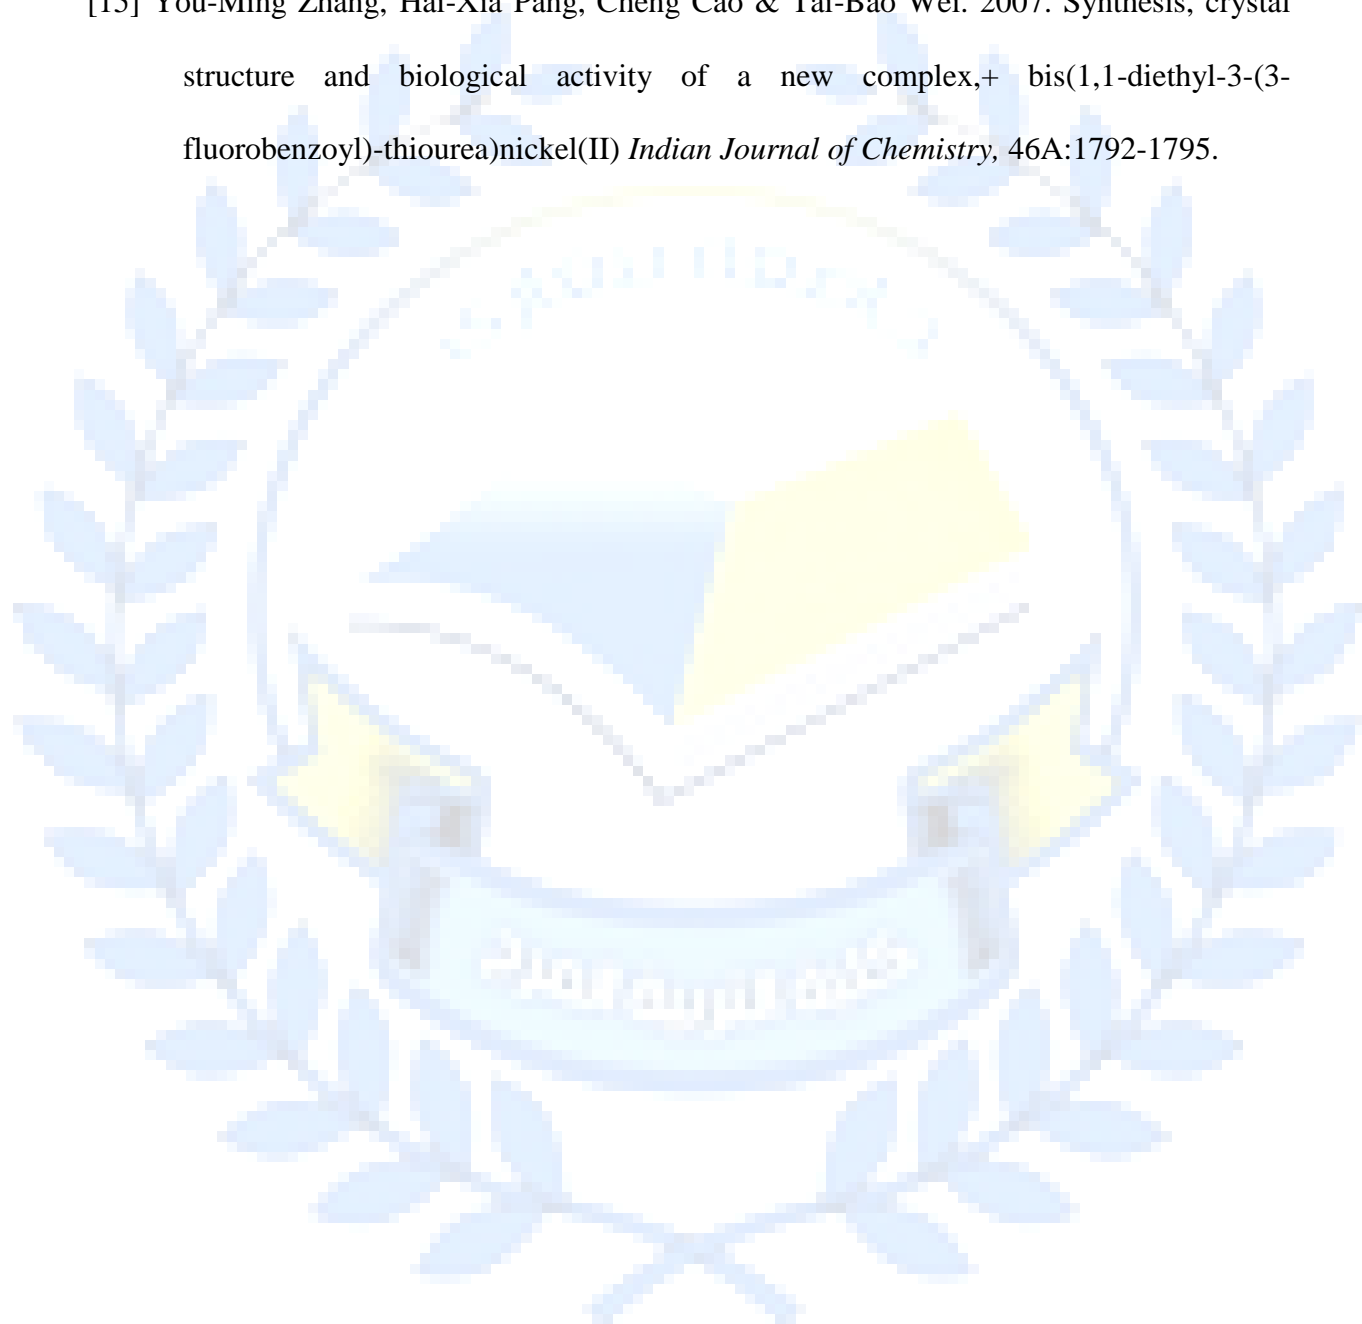 [15] You-Ming Zhang, Hai-Xia Pang, Cheng Cao & Tai-Bao Wei. 2007. Synthesis, crystal
structure and biological activity of a new complex,+ bis(1,1-diethyl-3-(3-
fluorobenzoyl)-thiourea)nickel(II) Indian Journal of Chemistry, 46A:1792-1795.